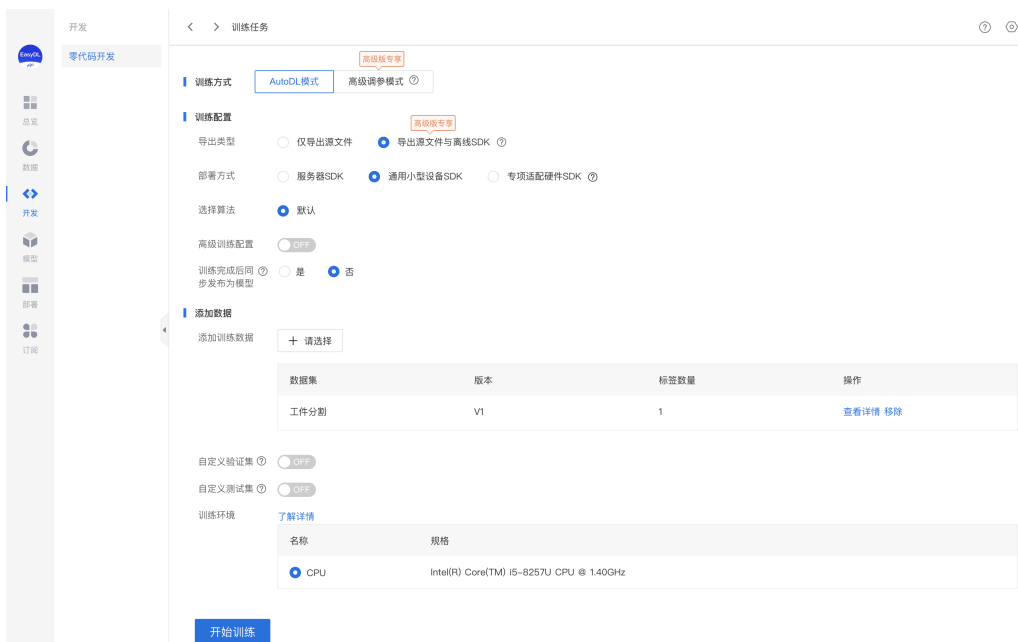 开发
训练任务
EasyDL
零代码开发
高级版专享
训练方式
AutoDL模式
高级调参模式
总览
训练配置
高级版专享
导出类型
仅导出源文件
导出源文件与离线SDK
数据
部署方式
服务器SDK
通用小型设备SDK
专项适配硬件SDK
开发
选择算法
默认
高级训练配置
OFF
模型
训练完成后同
步发布为模型
是
否
部署
添加数据
添加训练数据
请选择
订阅
数据集
版本
标签数量
操作
工件分割
V1
1
查看详情 移除
自定义验证集
OFF
自定义测试集
OFF
训练环境
了解详情
名称
规格
CPU
Intel(R) Core(TM) i5-8257U CPU @ 1.40GHz
开始训练